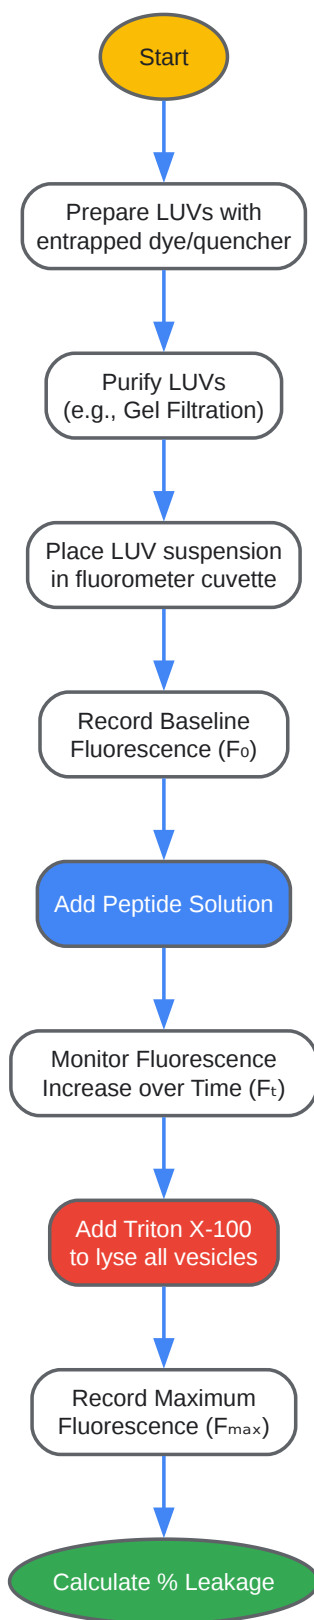 Start
Prepare LUVs with
entrapped dye/quencher
Purify LUVs
(e.g., Gel Filtration)
Place LUV suspension
in fluorometer cuvette
Record Baseline
Fluorescence (F₀)
Add Peptide Solution
Monitor Fluorescence
Increase over Time (Fₜ)
Add Triton X-100
to lyse all vesicles
Record Maximum
Fluorescence (Fₘₐₓ)
Calculate % Leakage